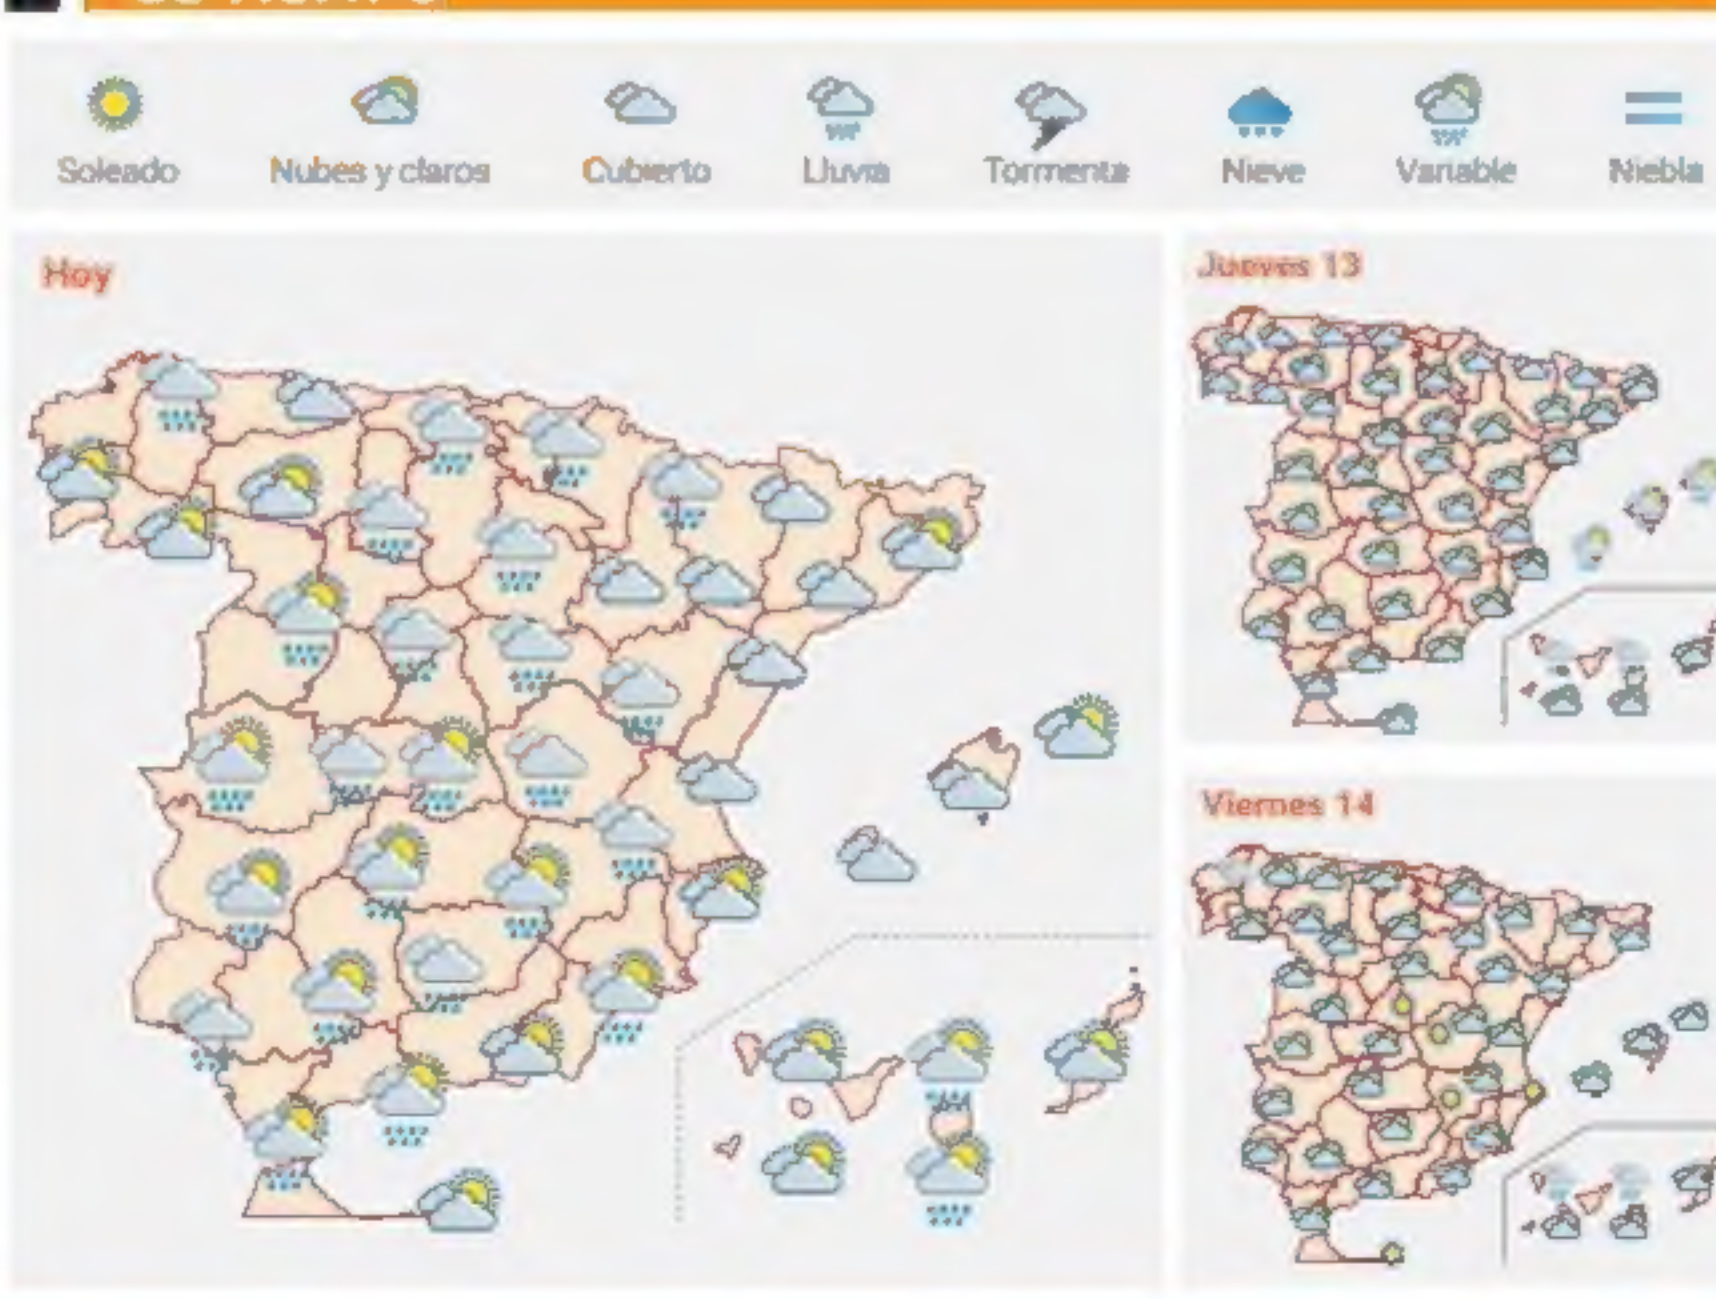 Soleado Nubes y claros Cubierto Lluvia Tormenta Nieve Variable Niebla
Hoy
Jueves 13
Viernes 14